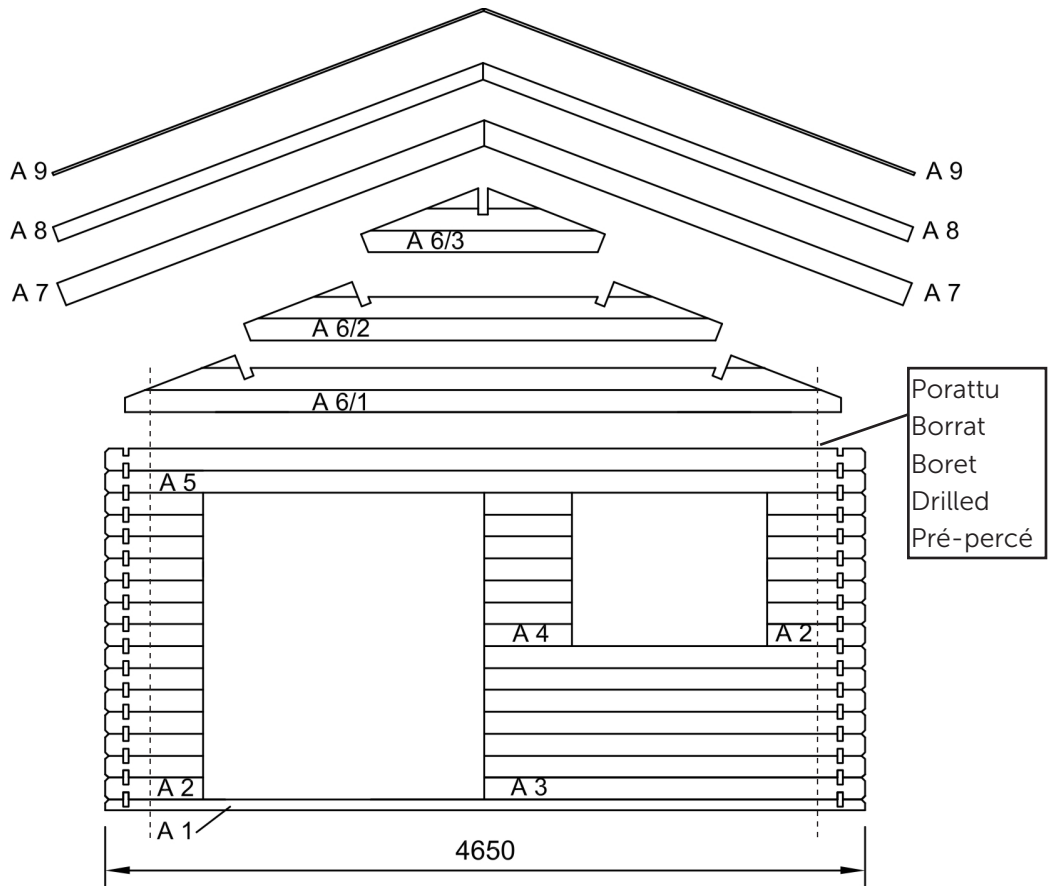 A 9 A 9
A 8 A 8
A 6/3
A 7 A 7
A 6/2
A 6/1
Porattu
Borrat
Boret
Drilled
Pré-percé
A 5
A 4 A 2
A 2 A 3
A 1
4650